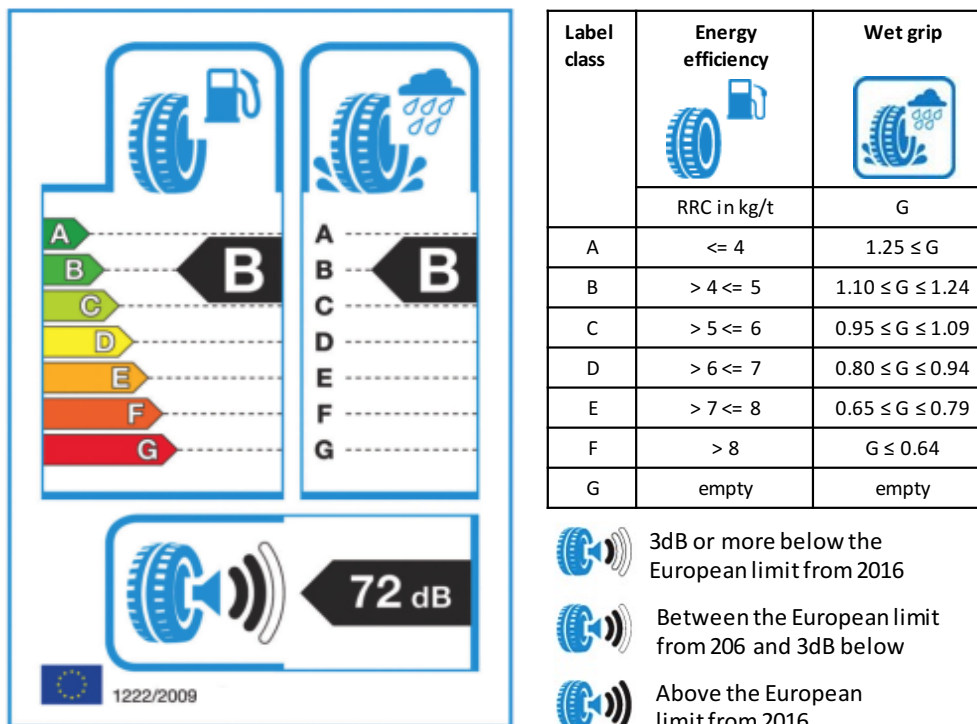 A
B
C
D
E
F
G
B
A
B
C
D
E
F
G
B
72 dB
1222/2009
Label class Energy efficiency Wet grip
RRC in kg/t G
A <= 4 1.25 ≤ G
B > 4 <= 5 1.10 ≤ G ≤ 1.24
C > 5 <= 6 0.95 ≤ G ≤ 1.09
D > 6 <= 7 0.80 ≤ G ≤ 0.94
E > 7 <= 8 0.65 ≤ G ≤ 0.79
F > 8 G ≤ 0.64
G empty empty
3dB or more below the
European limit from 2016
Between the European limit
from 206 and 3dB below
Above the European
limit from 2016